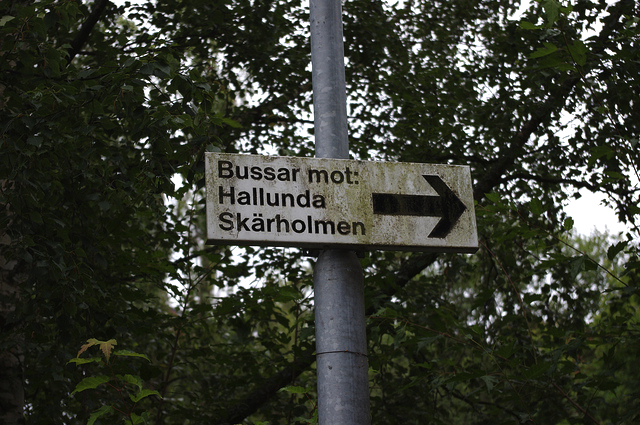 Bussar mot:
Hallunda
Skärholmen